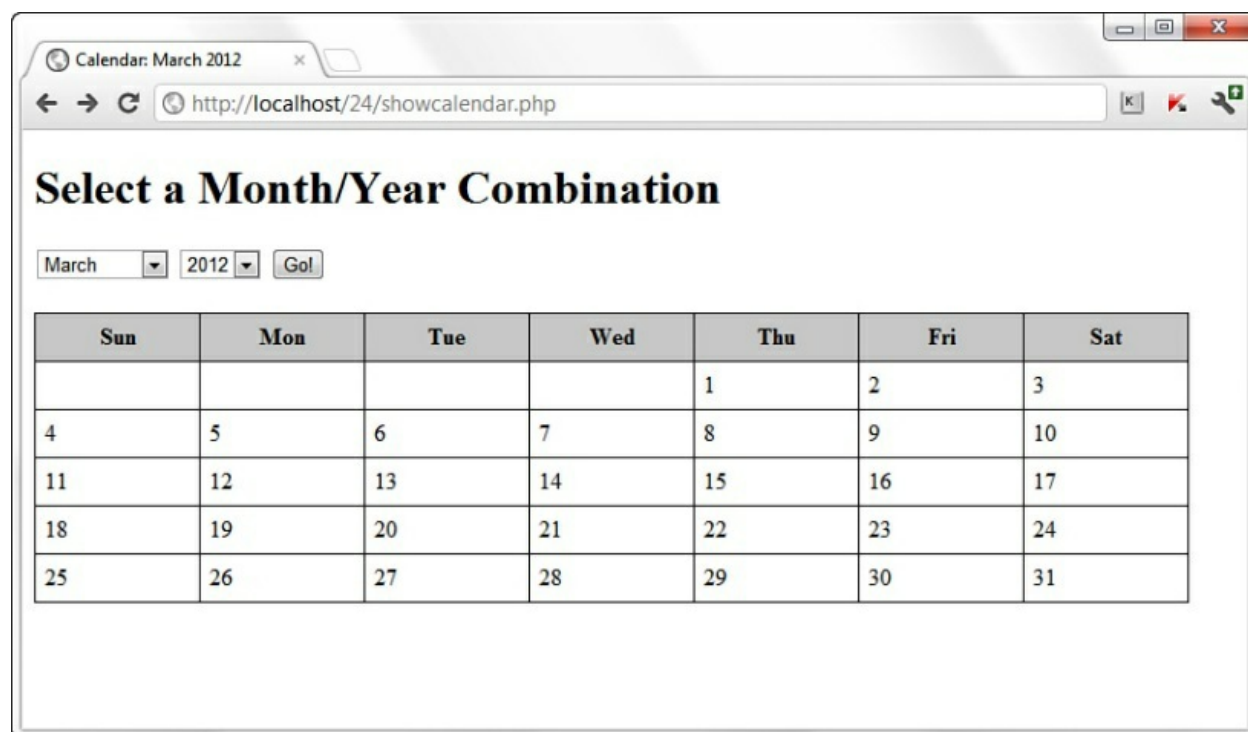 Calendar: March 2012
http://localhost/24/showcalendar.php
K
Select a Month/Year Combination
March 2012 Go!
Sun Mon Tue Wed Thu Fri Sat
1 2 3
4 5 6 7 8 9 10
11 12 13 14 15 16 17
18 19 20 21 22 23 24
25 26 27 28 29 30 31